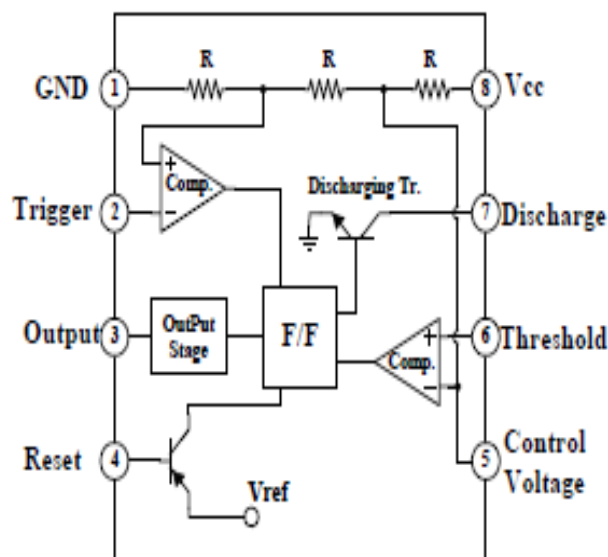 R R R
GND 1 8 Vcc
+
Comp.
−
Discharging Tr.
Trigger 2 7 Discharge
Output 3 OutPut Stage F/F + Comp. − 6 Threshold
Reset 4 5 Control Voltage
Vref